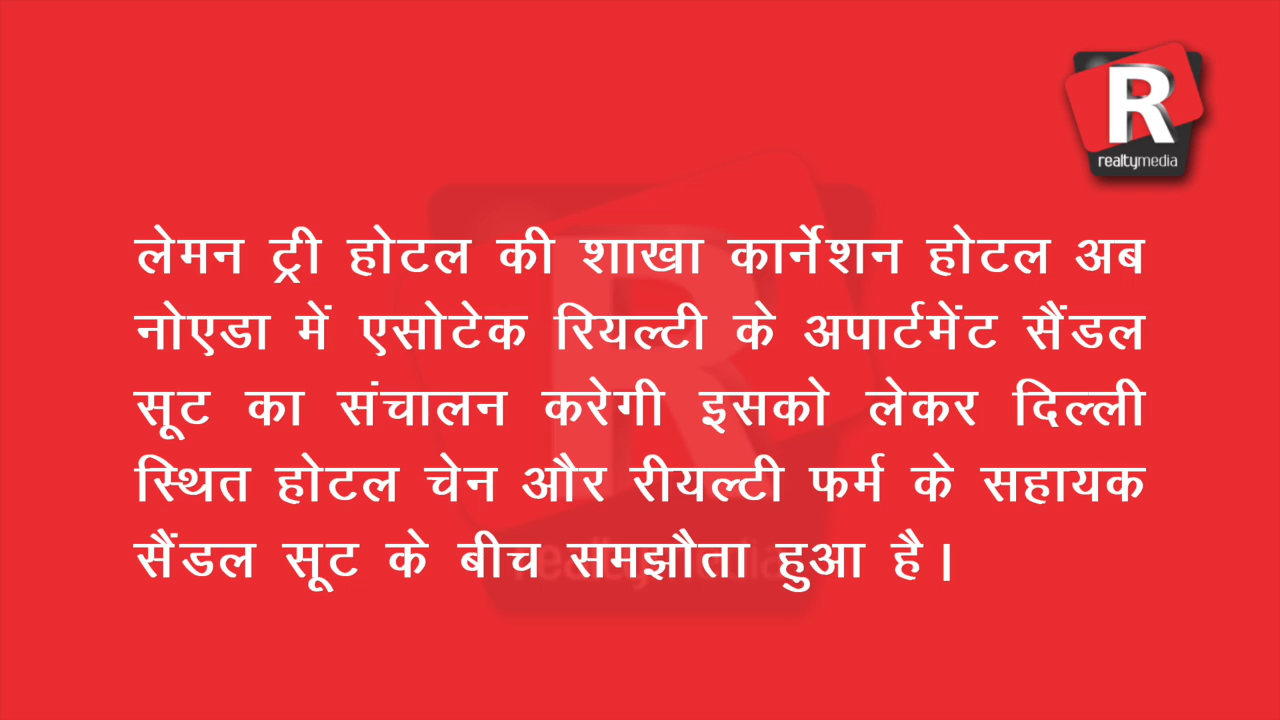 R
realtymedia
लेमन ट्री होटल की शाखा कार्नेशन होटल अब
नोएडा में एसोटेक रियल्टी के अपार्टमेंट सैंडल
सूट का संचालन करेगी इसको लेकर दिल्ली
स्थित होटल चेन और रीयल्टी फर्म के सहायक
सैंडल सूट के बीच समझौता हुआ है।